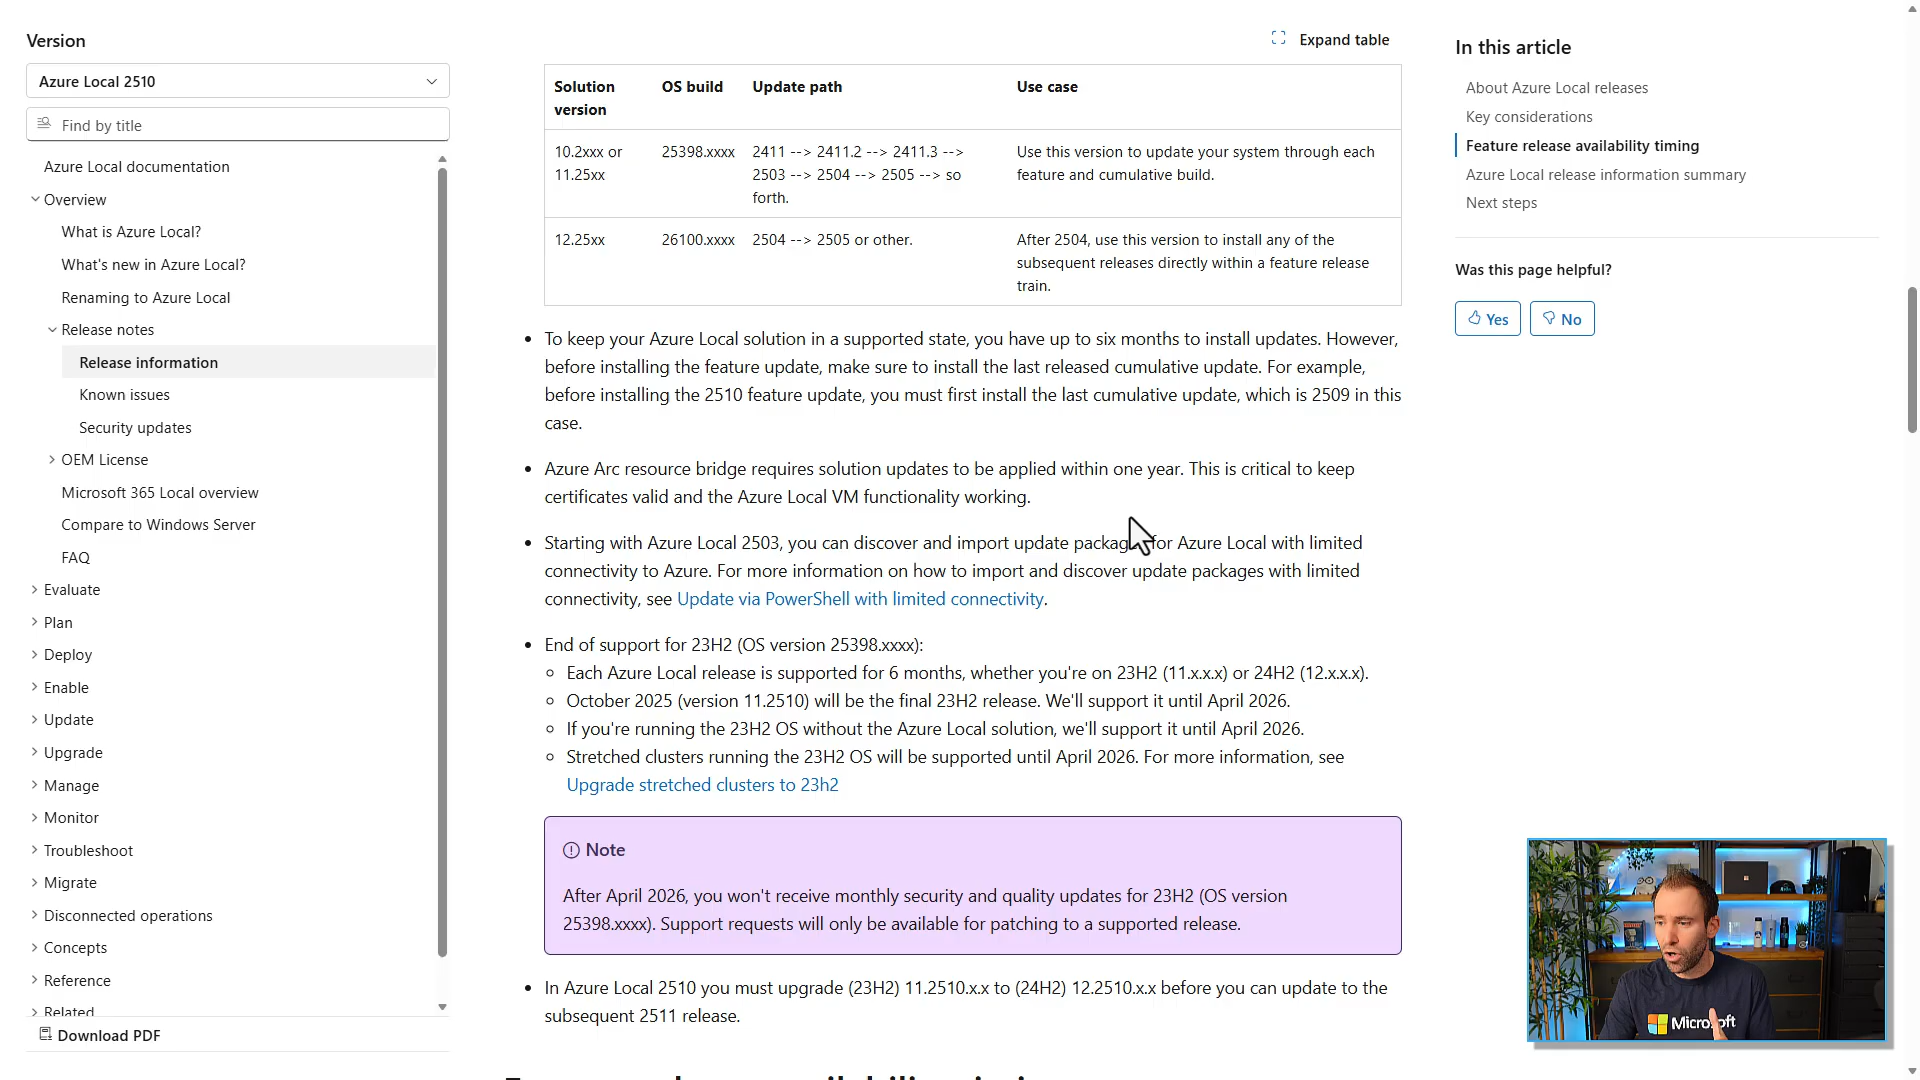 Version
Azure Local 2510
Find by title
Azure Local documentation
Overview
What is Azure Local?
What's new in Azure Local?
Renaming to Azure Local
Release notes
Release information
Known issues
Security updates
OEM License
Microsoft 365 Local overview
Compare to Windows Server
FAQ
Evaluate
Plan
Deploy
Enable
Update
Upgrade
Manage
Monitor
Troubleshoot
Migrate
Disconnected operations
Concepts
Reference
Related
Download PDF
Expand table
Solution version OS build Update path Use case
10.2xxx or 11.25xx 25398.xxxx 2411 --> 2411.2 --> 2411.3 --> 2503 --> 2504 --> 2505 --> so forth. Use this version to update your system through each feature and cumulative build.
12.25xx 26100.xxxx 2504 --> 2505 or other. After 2504, use this version to install any of the subsequent releases directly within a feature release train.
• To keep your Azure Local solution in a supported state, you have up to six months to install updates. However,
before installing the feature update, make sure to install the last released cumulative update. For example,
before installing the 2510 feature update, you must first install the last cumulative update, which is 2509 in this
case.
• Azure Arc resource bridge requires solution updates to be applied within one year. This is critical to keep
certificates valid and the Azure Local VM functionality working.
• Starting with Azure Local 2503, you can discover and import update packag for Azure Local with limited
connectivity to Azure. For more information on how to import and discover update packages with limited
connectivity, see Update via PowerShell with limited connectivity.
• End of support for 23H2 (OS version 25398.xxxx):
○ Each Azure Local release is supported for 6 months, whether you're on 23H2 (11.x.x.x) or 24H2 (12.x.x.x).
○ October 2025 (version 11.2510) will be the final 23H2 release. We'll support it until April 2026.
○ If you're running the 23H2 OS without the Azure Local solution, we'll support it until April 2026.
○ Stretched clusters running the 23H2 OS will be supported until April 2026. For more information, see
Upgrade stretched clusters to 23h2
Note
After April 2026, you won't receive monthly security and quality updates for 23H2 (OS version
25398.xxxx). Support requests will only be available for patching to a supported release.
• In Azure Local 2510 you must upgrade (23H2) 11.2510.x.x to (24H2) 12.2510.x.x before you can update to the
subsequent 2511 release.
In this article
About Azure Local releases
Key considerations
Feature release availability timing
Azure Local release information summary
Next steps
Was this page helpful?
Yes
No
Microsoft